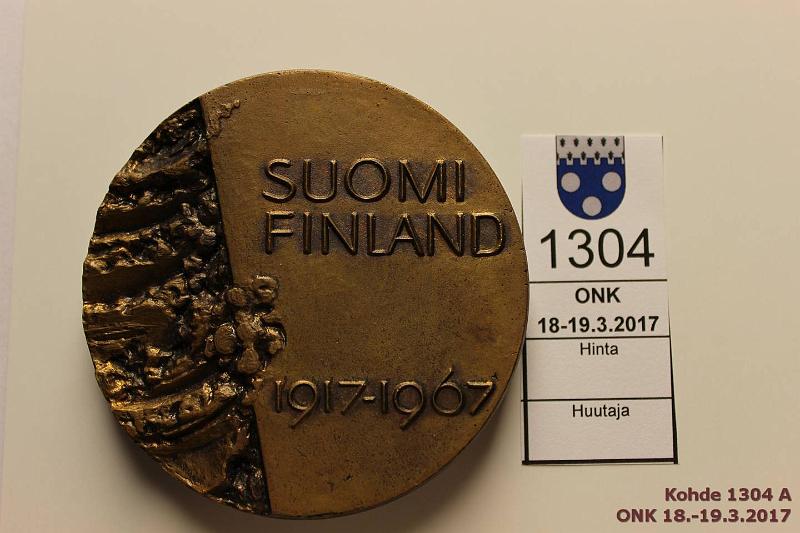 SUOMI
FINLAND
1917-1967
1304
ONK
18-19.3.2017
Hinta
Huutaja
Kohde 1304 A
ONK 18.-19.3.2017